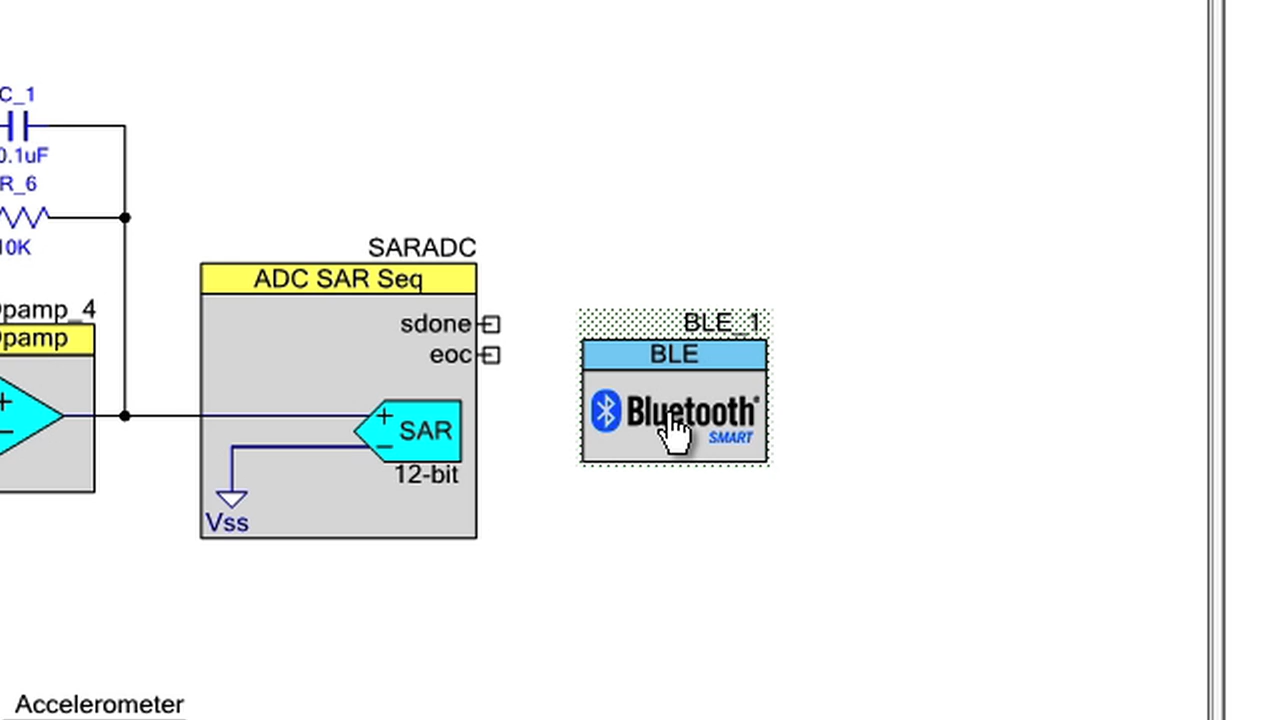 C_1
0.1uF
R_6
10K
SARADC
ADC SAR Seq
sdone
eoc
+
SAR
12-bit
Vss
pamp_4
pamp
+
BLE_1
BLE
Bluetooth
SMART
Accelerometer